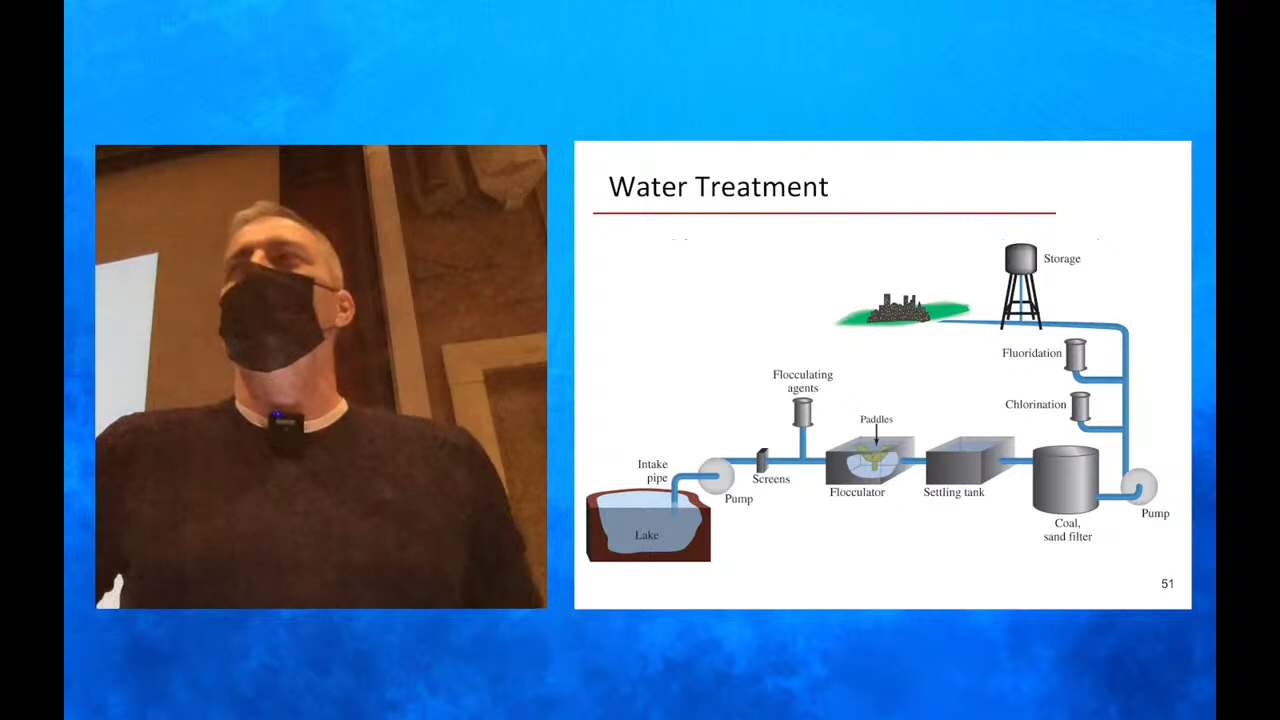 Water Treatment
Storage
Fluoridation
Flocculating
agents
Chlorination
Paddles
Intake
pipe
Pump
Screens
Flocculator
Settling tank
Lake
Coal,
sand filter
Pump
51